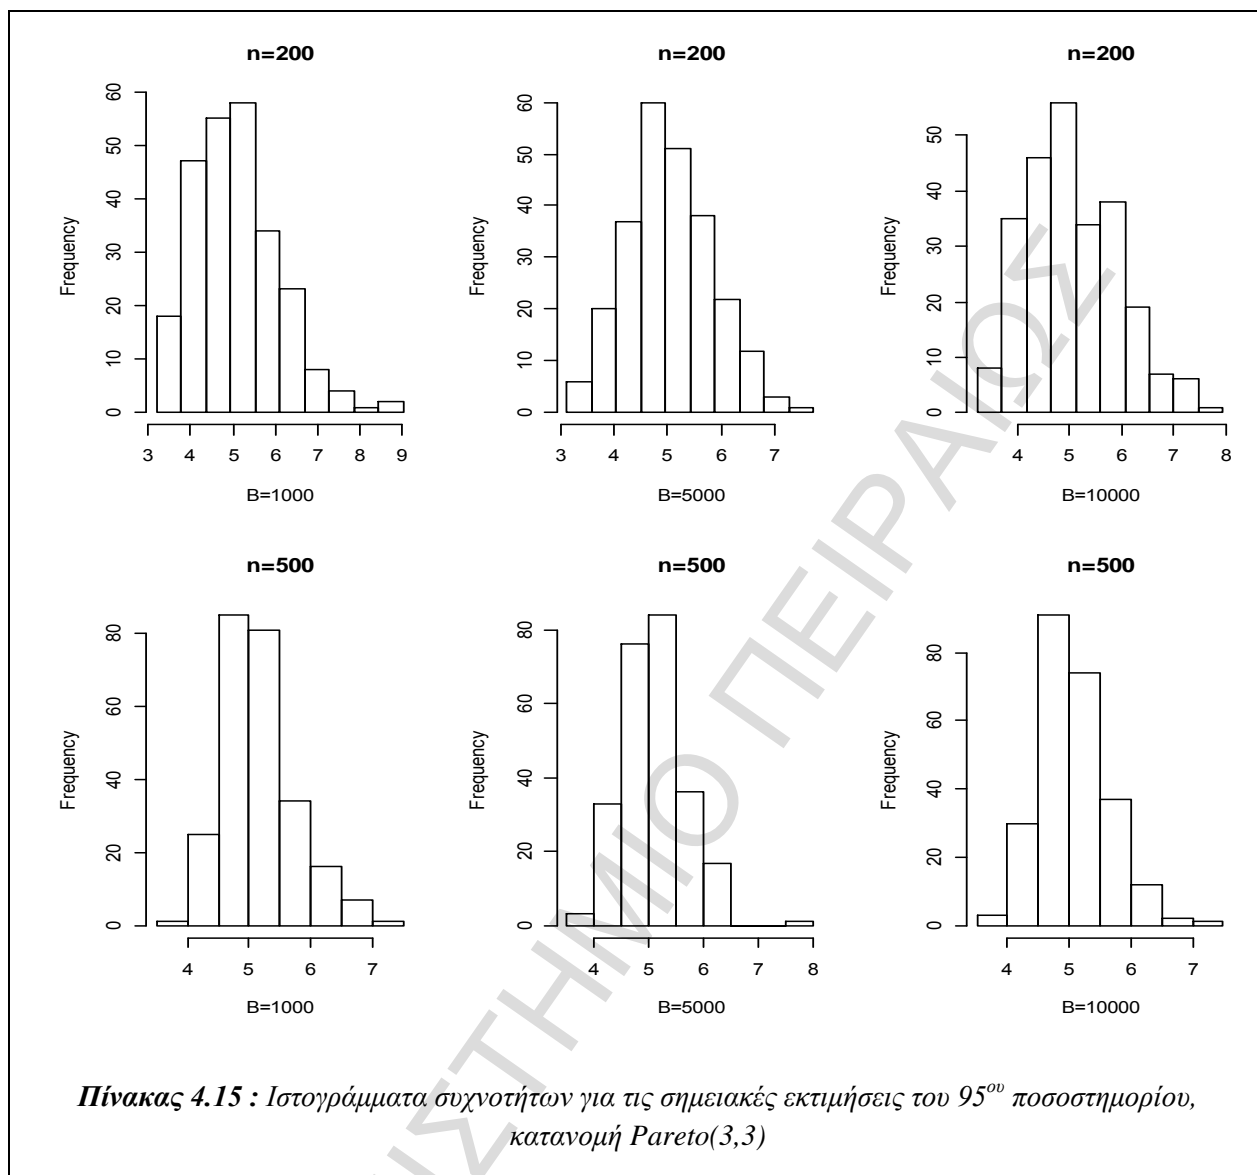 n=200 n=200 n=200
Frequency
0 10 20 30 40 50 60
3 4 5 6 7 8 9
B=1000
Frequency
0 10 20 30 40 50 60
3 4 5 6 7
B=5000
Frequency
0 10 20 30 40 50
4 5 6 7 8
B=10000
n=500 n=500 n=500
Frequency
0 20 40 60 80
4 5 6 7
B=1000
Frequency
0 20 40 60 80
4 5 6 7 8
B=5000
Frequency
0 20 40 60 80
4 5 6 7
B=10000
Πίνακας 4.15 : Ιστογράμματα συχνοτήτων για τις σημειακές εκτιμήσεις του 95ου ποσοστημορίου,
κατανομή Pareto(3,3)
ΙΣΤΗΜΙΟ ΠΕΙΡΑΙΩΣ